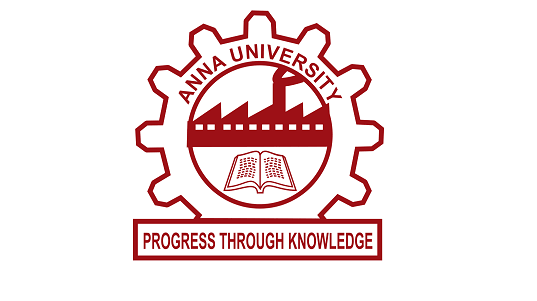 ANNA UNIVERSITY
PROGRESS THROUGH KNOWLEDGE